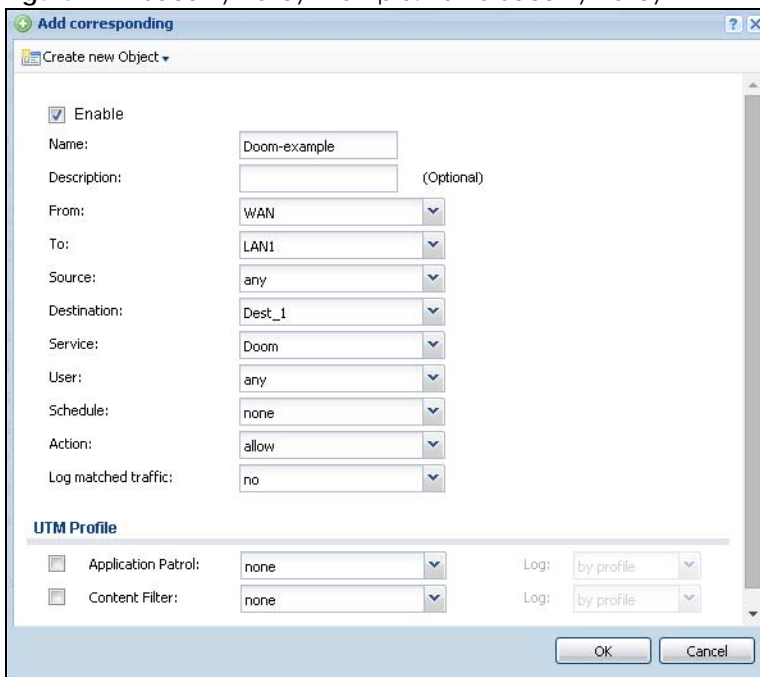 Add corresponding
Create new Object
Enable
Name: Doom-example
Description: (Optional)
From: WAN
To: LAN1
Source: any
Destination: Dest_1
Service: Doom
User: any
Schedule: none
Action: allow
Log matched traffic: no
UTM Profile
Application Patrol: none Log: by profile
Content Filter: none Log: by profile
OK Cancel